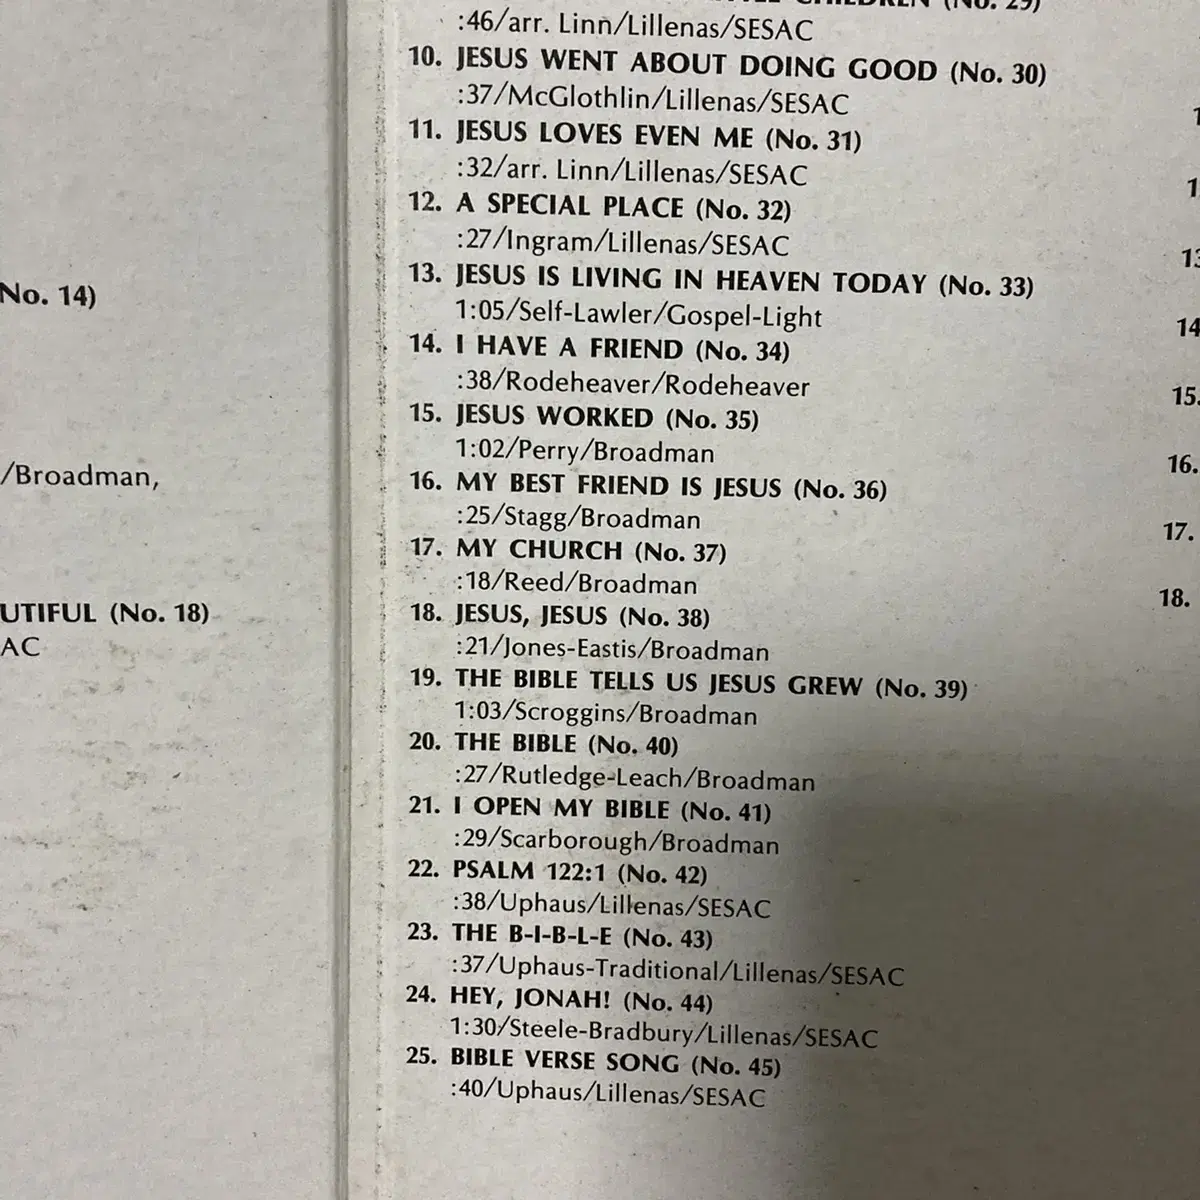 No. 14)
/Broadman,
UTIFUL (No. 18)
AC
CHILDREN (No. 29)
:46/arr. Linn/Lillenas/SESAC
10. JESUS WENT ABOUT DOING GOOD (No. 30)
:37/McGlothlin/Lillenas/SESAC
11. JESUS LOVES EVEN ME (No. 31)
:32/arr. Linn/Lillenas/SESAC
12. A SPECIAL PLACE (No. 32)
:27/Ingram/Lillenas/SESAC
13. JESUS IS LIVING IN HEAVEN TODAY (No. 33)
1:05/Self-Lawler/Gospel-Light
14. I HAVE A FRIEND (No. 34)
:38/Rodeheaver/Rodeheaver
15. JESUS WORKED (No. 35)
1:02/Perry/Broadman
16. MY BEST FRIEND IS JESUS (No. 36)
:25/Stagg/Broadman
17. MY CHURCH (No. 37)
:18/Reed/Broadman
18. JESUS, JESUS (No. 38)
:21/Jones-Eastis/Broadman
19. THE BIBLE TELLS US JESUS GREW (No. 39)
1:03/Scroggins/Broadman
20. THE BIBLE (No. 40)
:27/Rutledge-Leach/Broadman
21. I OPEN MY BIBLE (No. 41)
:29/Scarborough/Broadman
22. PSALM 122:1 (No. 42)
:38/Uphaus/Lillenas/SESAC
23. THE B-I-B-L-E (No. 43)
:37/Uphaus-Traditional/Lillenas/SESAC
24. HEY, JONAH! (No. 44)
1:30/Steele-Bradbury/Lillenas/SESAC
25. BIBLE VERSE SONG (No. 45)
:40/Uphaus/Lillenas/SESAC
13
14
15.
16.
17.
18.